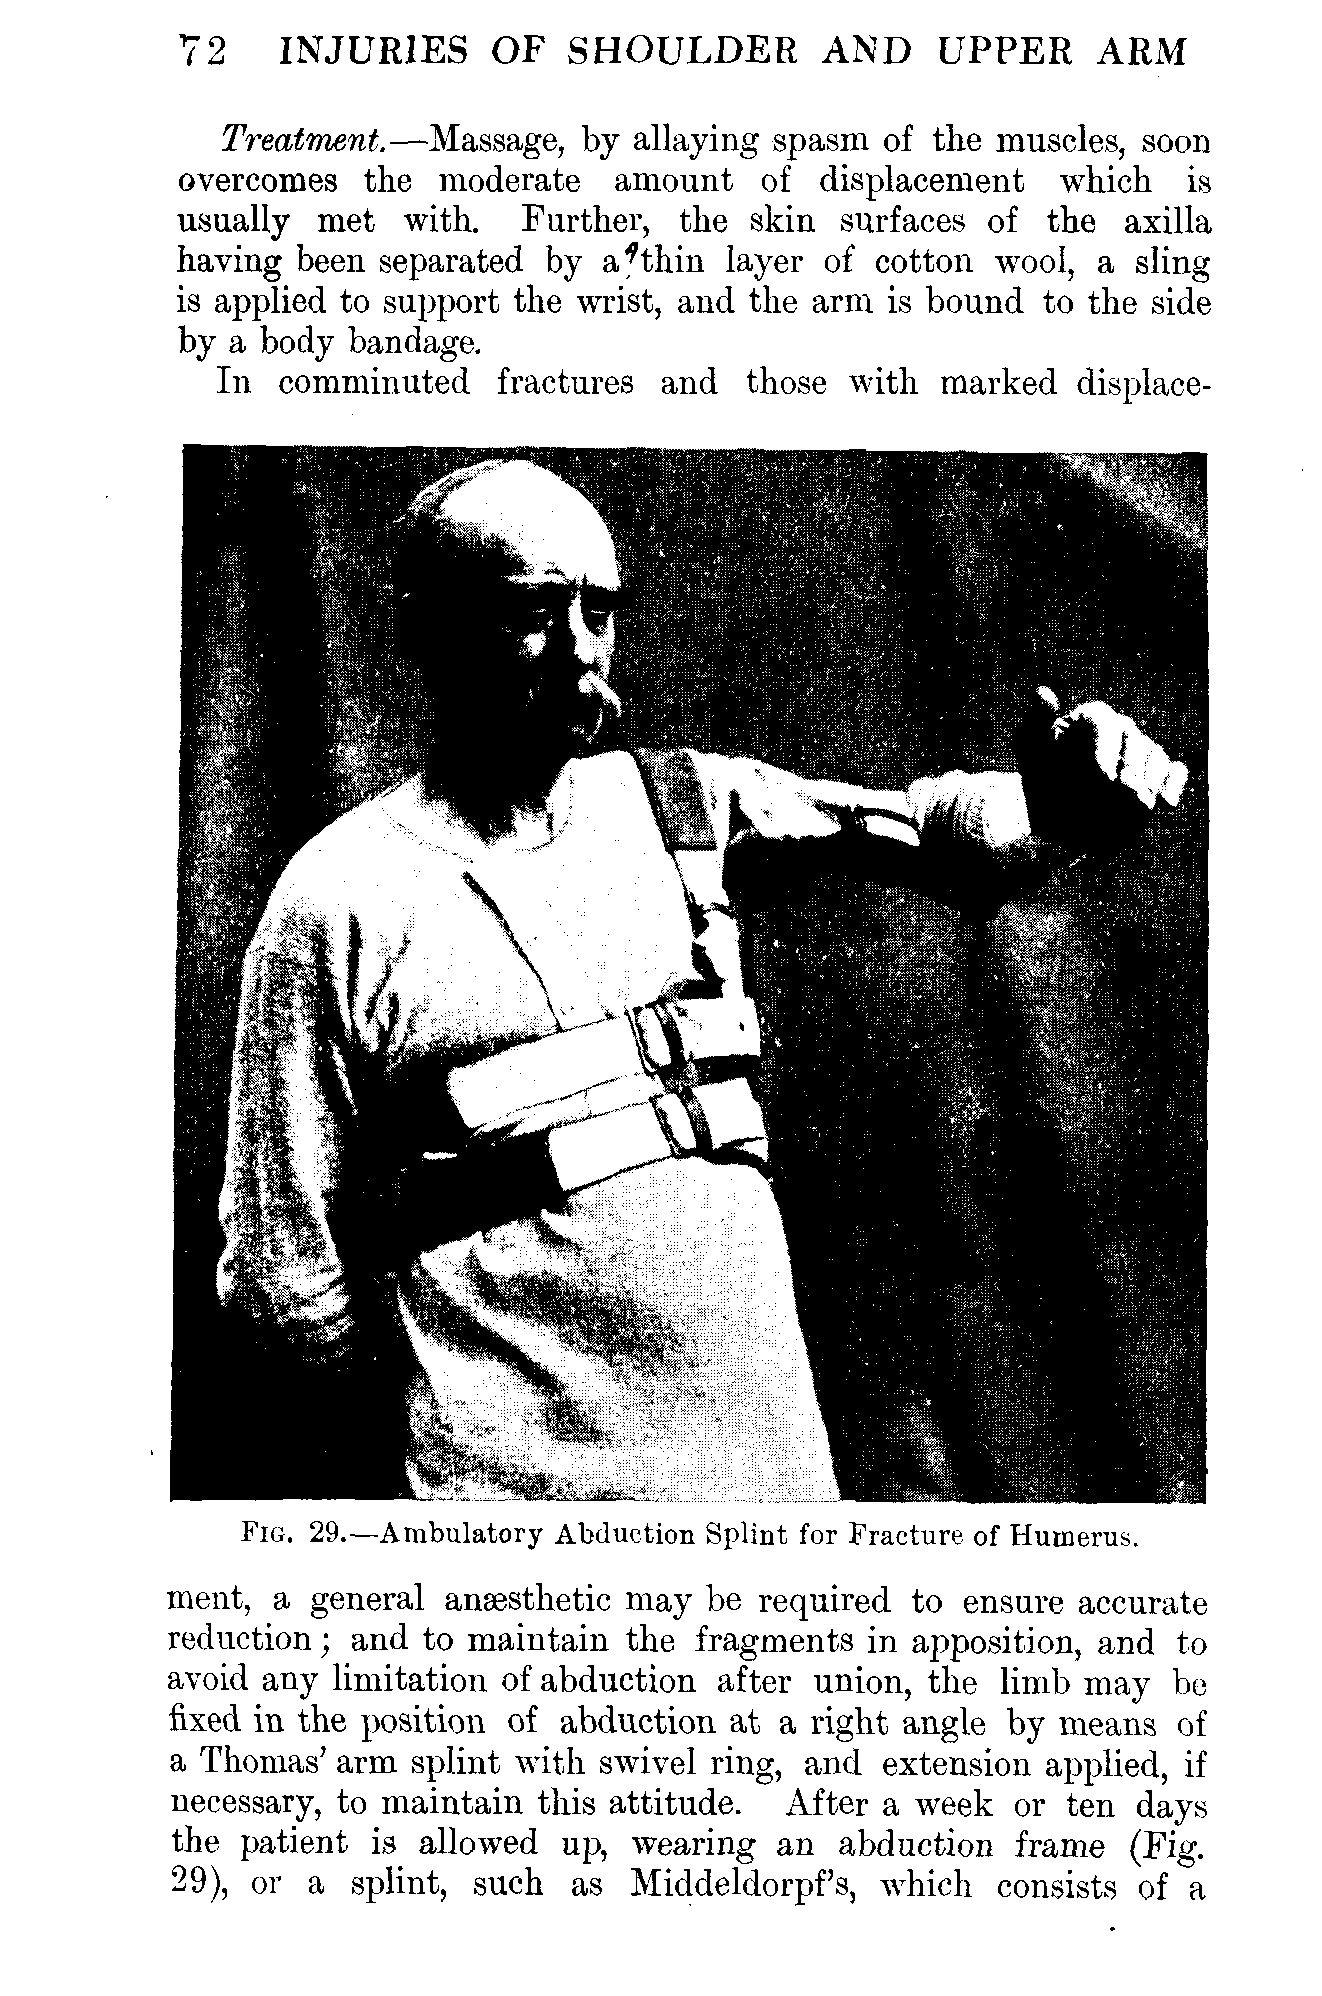 72 INJURIES OF SHOULDER AND UPPER ARM
Treatment.—Massage, by allaying spasm of the muscles, soon
overcomes the moderate amount of displacement which is
usually met with. Further, the skin surfaces of the axilla
having been separated by a thin layer of cotton wool, a sling
is applied to support the wrist, and the arm is bound to the side
by a body bandage.
In comminuted fractures and those with marked displace-
FIG. 29.—Ambulatory Abduction Splint for Fracture of Humerus.
ment, a general anæsthetic may be required to ensure accurate
reduction; and to maintain the fragments in apposition, and to
avoid any limitation of abduction after union, the limb may be
fixed in the position of abduction at a right angle by means of
a Thomas' arm splint with swivel ring, and extension applied, if
necessary, to maintain this attitude. After a week or ten days
the patient is allowed up, wearing an abduction frame (Fig.
29), or a splint, such as Middeldorpf's, which consists of a